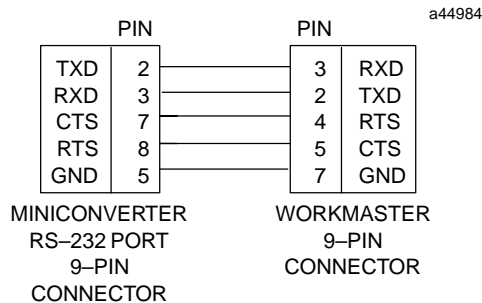 a44984
PIN PIN
TXD 2 3 RXD
RXD 3 2 TXD
CTS 7 4 RTS
RTS 8 5 CTS
GND 5 7 GND
MINICONVERTER
RS–232 PORT
9–PIN
CONNECTOR
WORKMASTER
9–PIN
CONNECTOR